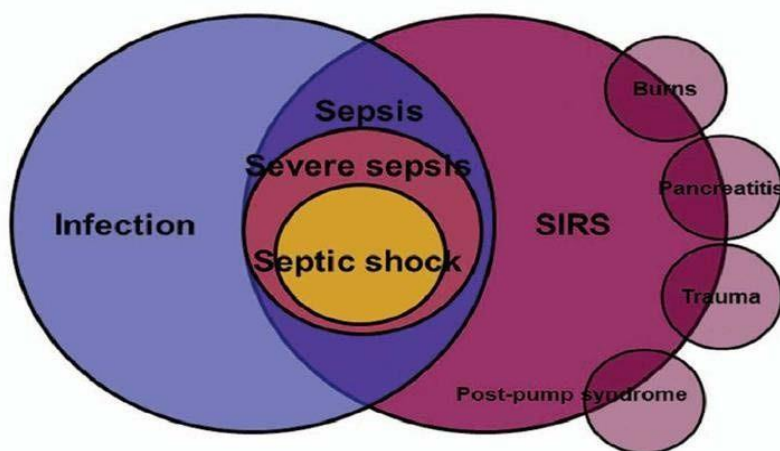 Burns
Sepsis
Severe sepsis
Pancreatitis
Infection
SIRS
Septic shock
Trauma
Post-pump syndrome